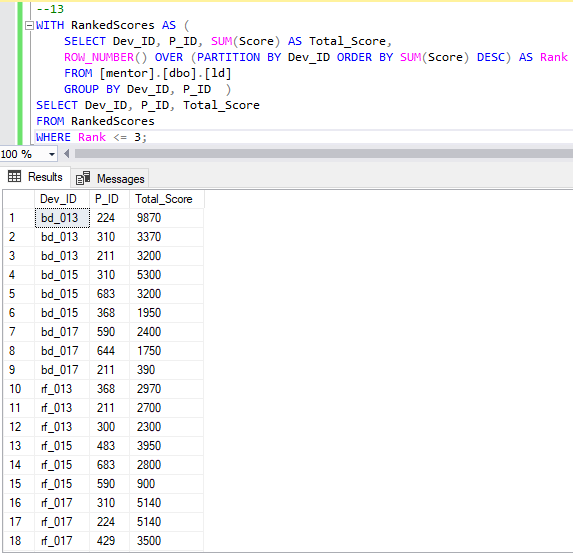 --13
WITH RankedScores AS (
SELECT Dev_ID, P_ID, SUM(Score) AS Total_Score,
ROW_NUMBER() OVER (PARTITION BY Dev_ID ORDER BY SUM(Score) DESC) AS Rank
FROM [mentor].[dbo].[ld]
GROUP BY Dev_ID, P_ID )
SELECT Dev_ID, P_ID, Total_Score
FROM RankedScores
WHERE Rank <= 3;
100 %
Results Messages
Dev_ID P_ID Total_Score
1 bd_013 224 9870
2 bd_013 310 3370
3 bd_013 211 3200
4 bd_015 310 5300
5 bd_015 683 3200
6 bd_015 368 1950
7 bd_017 590 2400
8 bd_017 644 1750
9 bd_017 211 390
10 rf_013 368 2970
11 rf_013 211 2700
12 rf_013 300 2300
13 rf_015 483 3950
14 rf_015 683 2800
15 rf_015 590 900
16 rf_017 310 5140
17 rf_017 224 5140
18 rf_017 429 3500